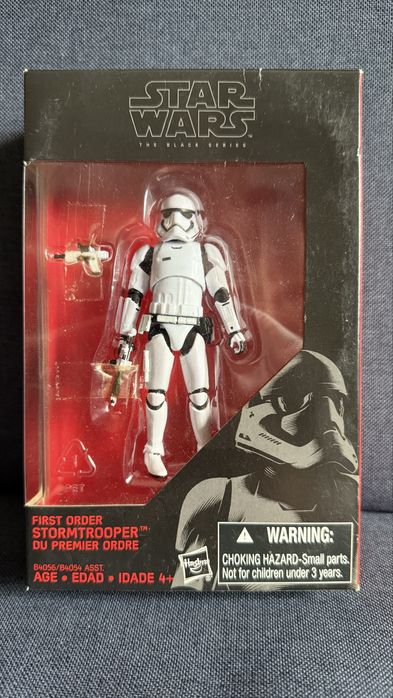 STAR
WARS
THE BLACK SERIES
FIRST ORDER
STORMTROOPER™
DU PREMIER ORDRE
B4056/B4054 ASST.
AGE • EDAD • IDADE 4+
Hasbro
⚠ WARNING:
CHOKING HAZARD-Small parts.
Not for children under 3 years.